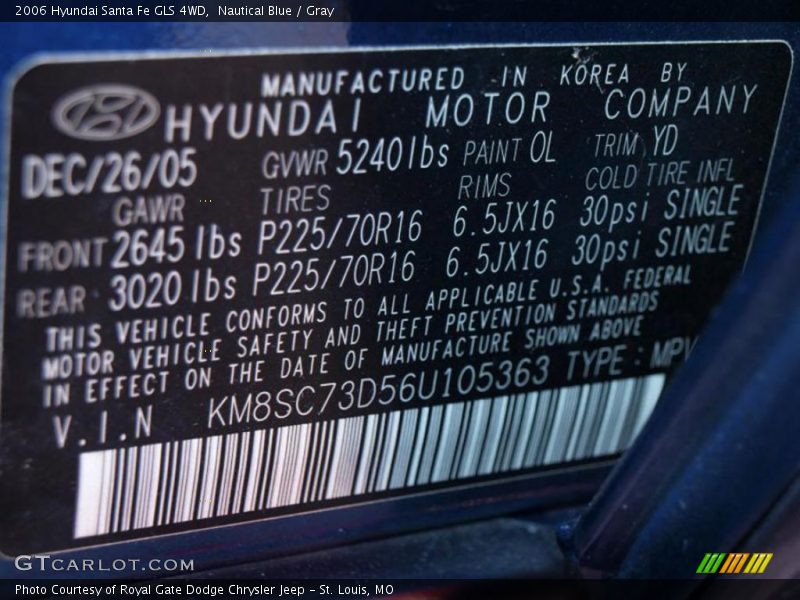 2006 Hyundai Santa Fe GLS 4WD, Nautical Blue / Gray
MANUFACTURED IN KOREA BY
HYUNDAI MOTOR COMPANY
DEC/26/05 GVWR 5240lbs PAINT OL TRIM YD
GAWR TIRES RIMS COLD TIRE INFL
FRONT 2645 lbs P225/70R16 6.5JX16 30psi SINGLE
REAR 3020 lbs P225/70R16 6.5JX16 30psi SINGLE
THIS VEHICLE CONFORMS TO ALL APPLICABLE U.S.A. FEDERAL
MOTOR VEHICLE SAFETY AND THEFT PREVENTION STANDARDS
IN EFFECT ON THE DATE OF MANUFACTURE SHOWN ABOVE
V.I.N KM8SC73D56U105363 TYPE : MPV
GTCARLOT.COM
Photo Courtesy of Royal Gate Dodge Chrysler Jeep – St. Louis, MO